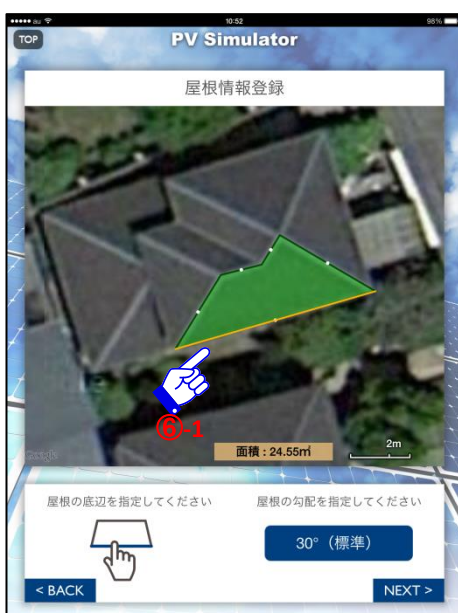 au
10:52
98%
TOP
PV Simulator
屋根情報登録
⑥-1
面積 : 24.55㎡
2m
Google
屋根の底辺を指定してください
屋根の勾配を指定してください
30°（標準）
< BACK
NEXT >